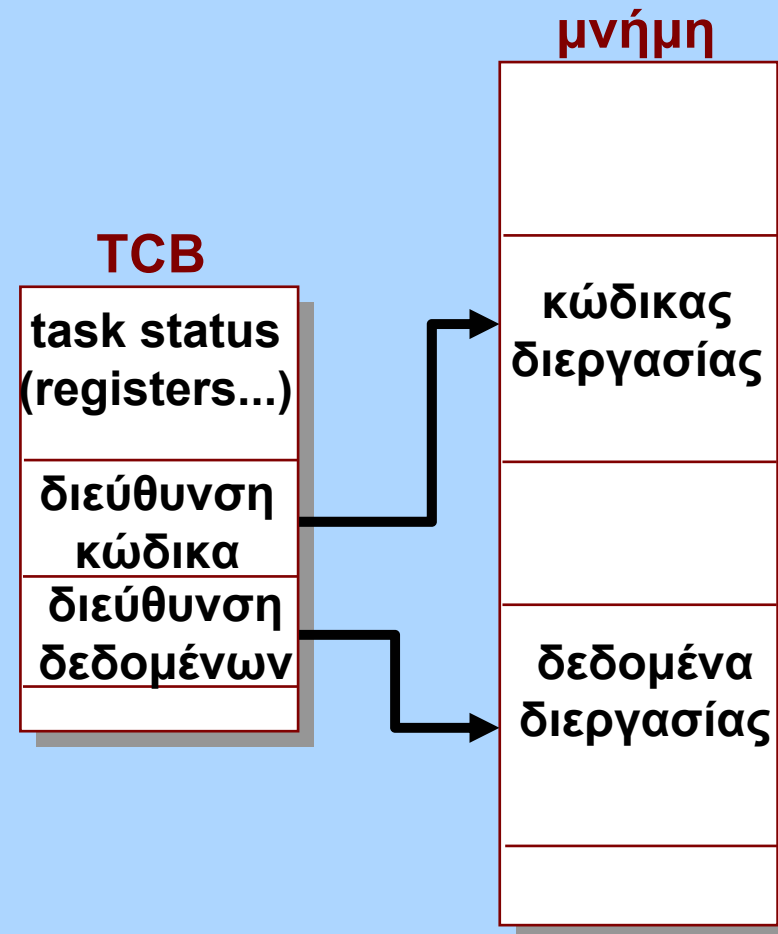 μνήμη
TCB
task status
(registers...)
διεύθυνση
κώδικα
διεύθυνση
δεδομένων
κώδικας
διεργασίας
δεδομένα
διεργασίας